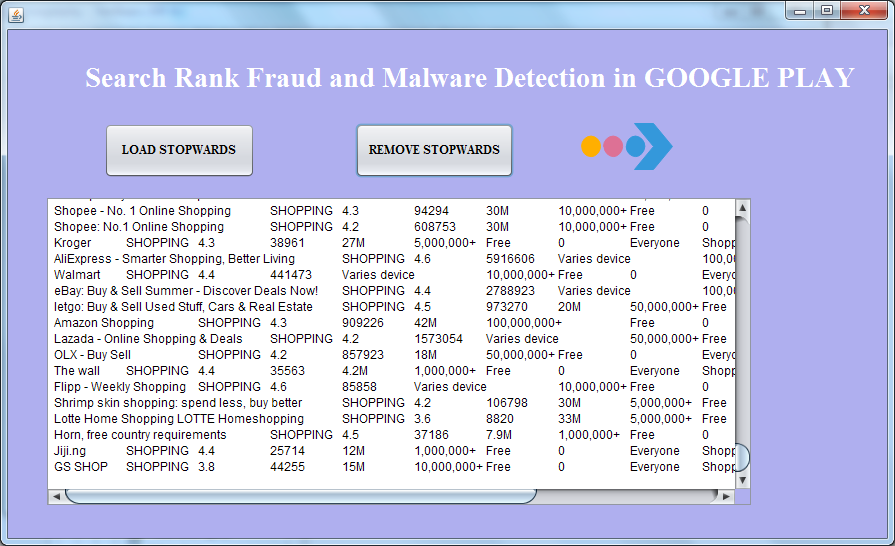 Search Rank Fraud and Malware Detection in GOOGLE PLAY
LOAD STOPWARDS REMOVE STOPWARDS
Shopee - No. 1 Online Shopping SHOPPING 4.3 94294 30M 10,000,000+ Free 0
Shopee: No.1 Online Shopping SHOPPING 4.2 608753 30M 10,000,000+ Free 0
Kroger SHOPPING 4.3 38961 27M 5,000,000+ Free 0 Everyone Shopp
AliExpress - Smarter Shopping, Better Living SHOPPING 4.6 5916606 Varies device 100,0
Walmart SHOPPING 4.4 441473 Varies device 10,000,000+ Free 0 Everyo
eBay: Buy & Sell Summer - Discover Deals Now! SHOPPING 4.4 2788923 Varies device 100,0
letgo: Buy & Sell Used Stuff, Cars & Real Estate SHOPPING 4.5 973270 20M 50,000,000+ Free
Amazon Shopping SHOPPING 4.3 909226 42M 100,000,000+ Free 0
Lazada - Online Shopping & Deals SHOPPING 4.2 1573054 Varies device 50,000,000+ Free
OLX - Buy Sell SHOPPING 4.2 857923 18M 50,000,000+ Free 0 Everyo
The wall SHOPPING 4.4 35563 4.2M 1,000,000+ Free 0 Everyone Shopp
Flipp - Weekly Shopping SHOPPING 4.6 85858 Varies device 10,000,000+ Free 0
Shrimp skin shopping: spend less, buy better SHOPPING 4.2 106798 30M 5,000,000+ Free
Lotte Home Shopping LOTTE Homeshopping SHOPPING 3.6 8820 33M 5,000,000+ Free
Horn, free country requirements SHOPPING 4.5 37186 7.9M 1,000,000+ Free 0
Jiji.ng SHOPPING 4.4 25714 12M 1,000,000+ Free 0 Everyone Shopp
GS SHOP SHOPPING 3.8 44255 15M 10,000,000+ Free 0 Everyone Shopp